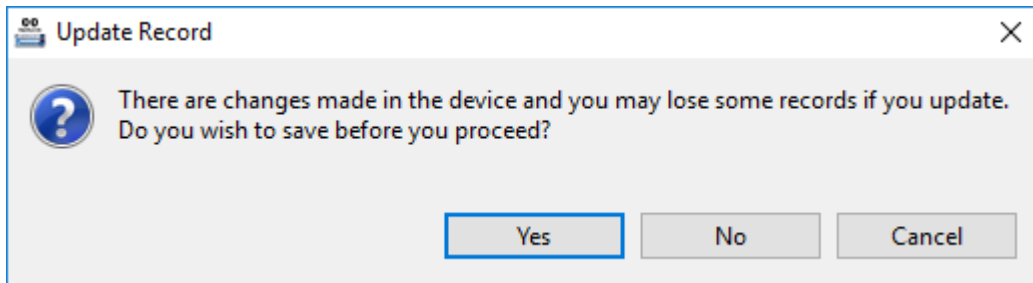 Update Record
There are changes made in the device and you may lose some records if you update.
Do you wish to save before you proceed?
Yes No Cancel